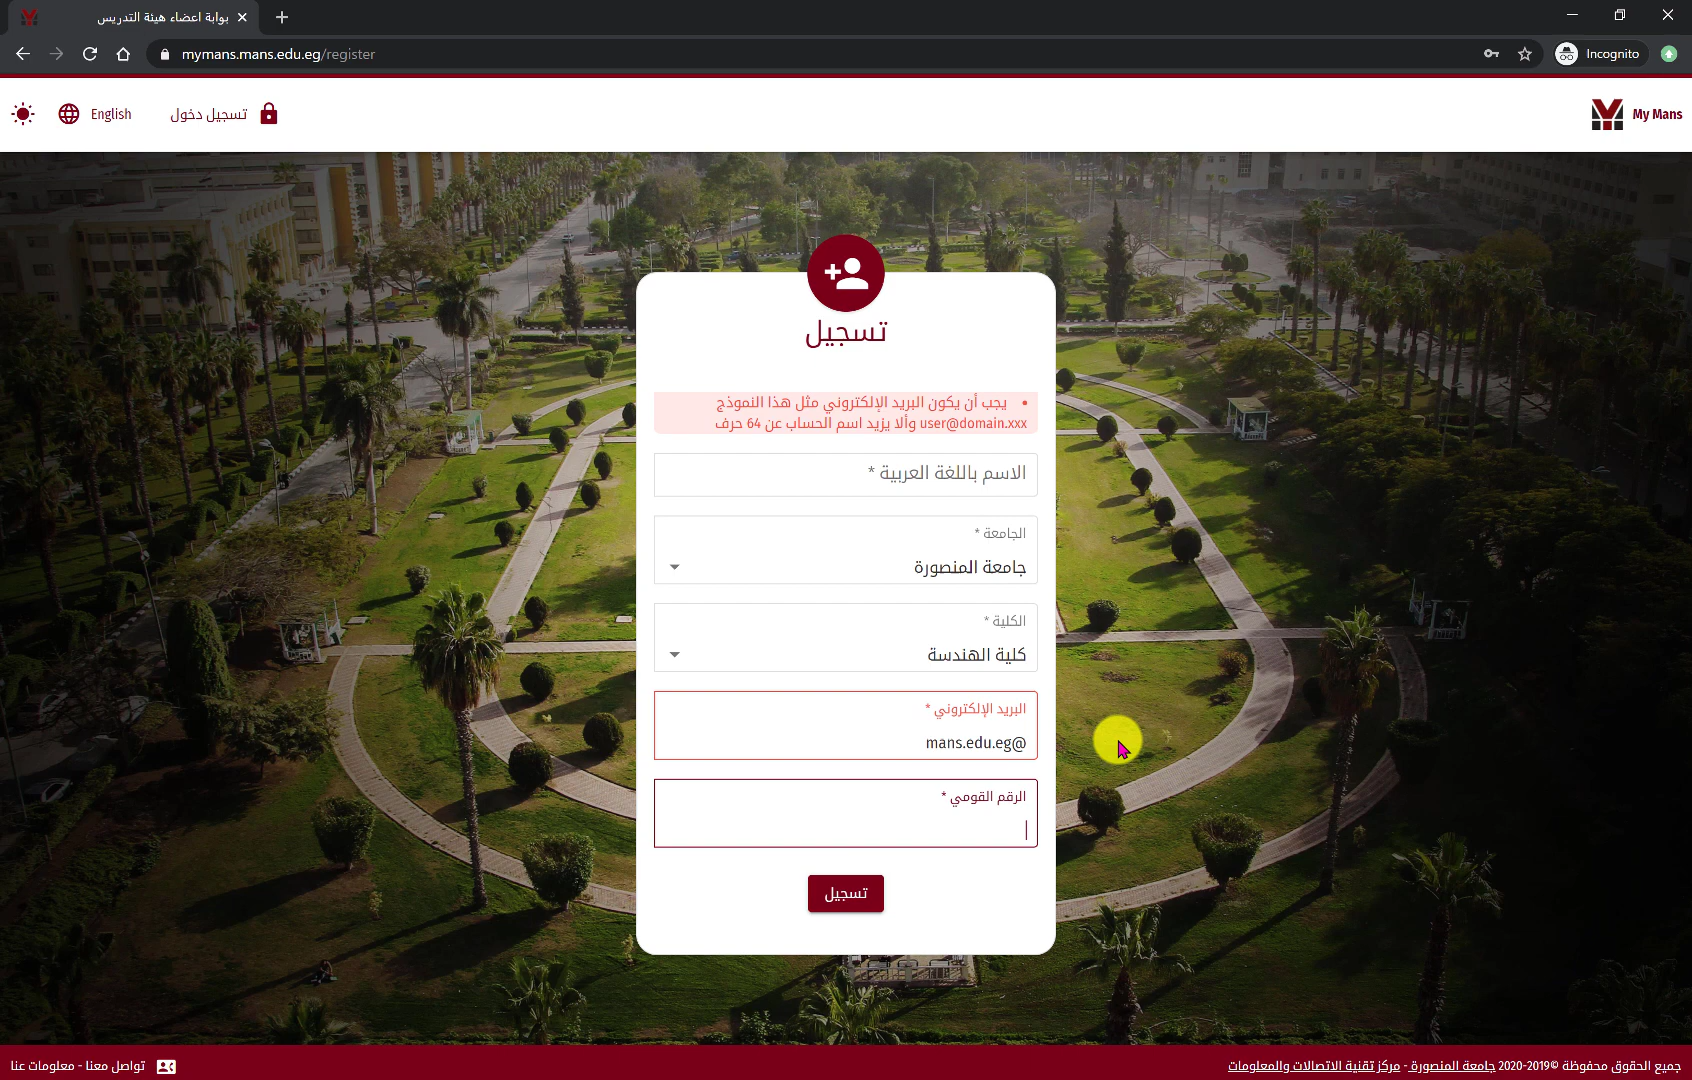 بوابة اعضاء هيئة التدريس
mymans.mans.edu.eg/register
Incognito
English
تسجيل دخول
My Mans
تسجيل
يجب أن يكون البريد الإلكتروني مثل هذا النموذج
user@domain.xxx وألا يزيد اسم الحساب عن 64 حرف
الاسم باللغة العربية *
الجامعة *
جامعة المنصورة
الكلية *
كلية الهندسة
البريد الإلكتروني *
@mans.edu.eg
الرقم القومي *
تسجيل
جميع الحقوق محفوظة ©2019-2020 جامعة المنصورة - مركز تقنية الاتصالات والمعلومات
تواصل معنا - معلومات عنا